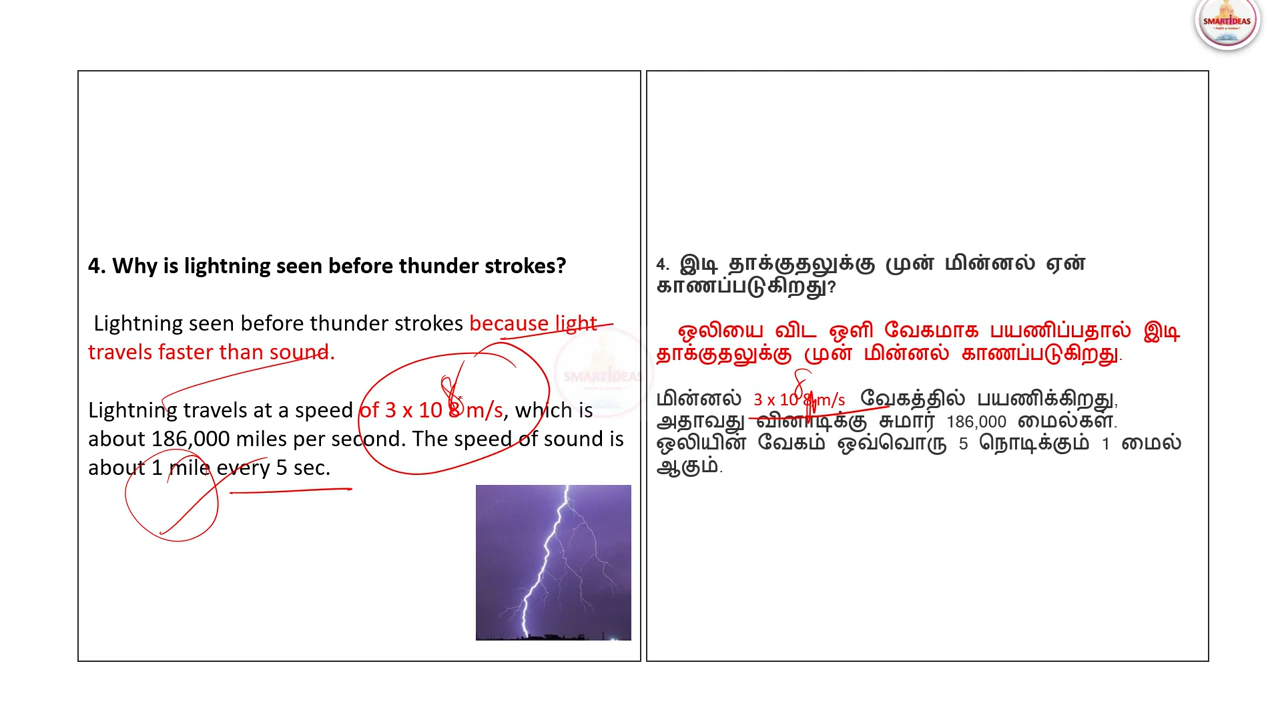 SMARTIDEAS
4. Why is lightning seen before thunder strokes?
Lightning seen before thunder strokes because light
travels faster than sound.
Lightning travels at a speed of 3 x 10 8 m/s, which is
about 186,000 miles per second. The speed of sound is
about 1 mile every 5 sec.
8
SMARTIDEAS
4. இடி தாக்குதலுக்கு முன் மின்னல் ஏன்
காணப்படுகிறது?
ஒலியை விட ஒளி வேகமாக பயணிப்பதால் இடி
தாக்குதலுக்கு முன் மின்னல் காணப்படுகிறது.
8
மின்னல் 3 x 10 8 m/s வேகத்தில் பயணிக்கிறது,
அதாவது வினாடிக்கு சுமார் 186,000 மைல்கள்.
ஒலியின் வேகம் ஒவ்வொரு 5 நொடிக்கும் 1 மைல்
ஆகும்.